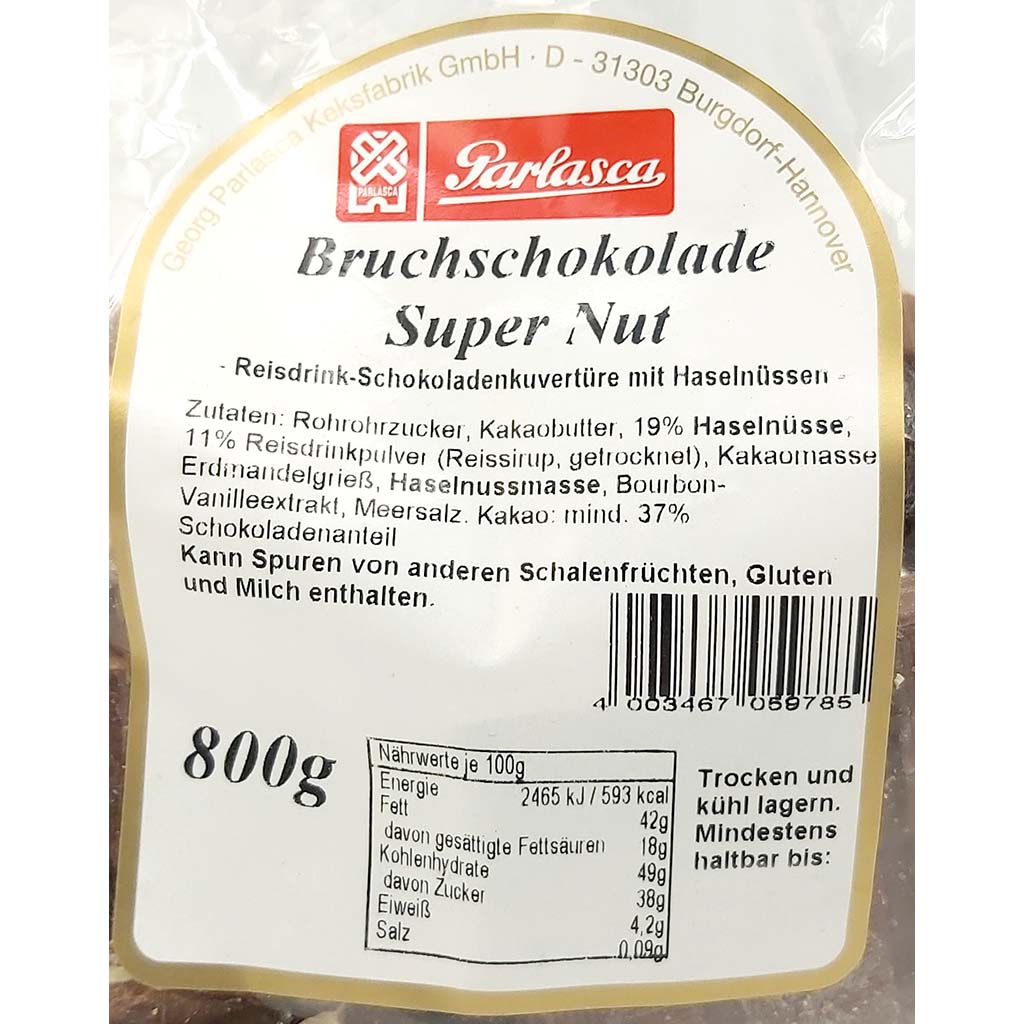 Georg Parlasca Keksfabrik GmbH · D - 31303 Burgdorf-Hannover
PARLASCA
Parlasca
Bruchschokolade
Super Nut
- Reisdrink-Schokoladenkuvertüre mit Haselnüssen -
Zutaten: Rohrohrzucker, Kakaobutter, 19% Haselnüsse,
11% Reisdrinkpulver (Reissirup, getrocknet), Kakaomasse
Erdmandelgrieß, Haselnussmasse, Bourbon-
Vanilleextrakt, Meersalz. Kakao: mind. 37%
Schokoladenanteil
Kann Spuren von anderen Schalenfrüchten, Gluten
und Milch enthalten.
4 003467 059785
800g
Nährwerte je 100g
Energie 2465 kJ / 593 kcal
Fett 42g
davon gesättigte Fettsäuren 18g
Kohlenhydrate 49g
davon Zucker 38g
Eiweiß 4,2g
Salz 0,09g
Trocken und
kühl lagern.
Mindestens
haltbar bis: